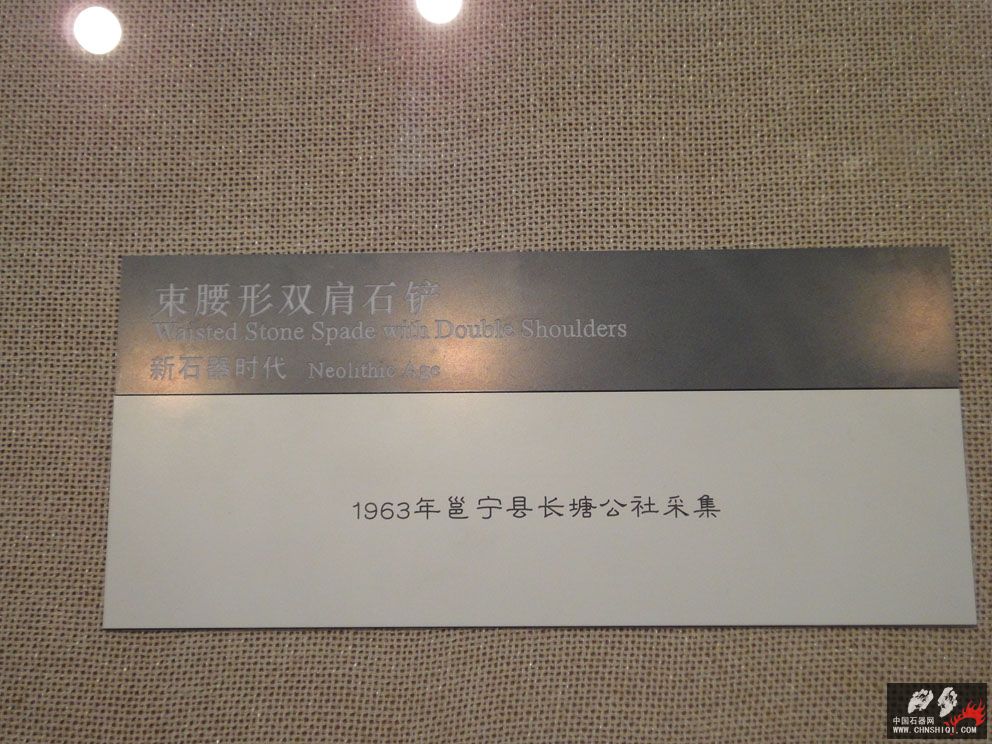 束腰形双肩石铲
Waisted Stone Spade with Double Shoulders
新石器时代 Neolithic Age
1963年邕宁县长塘公社采集
中国石器网
WWW.CHNSHIQI.COM